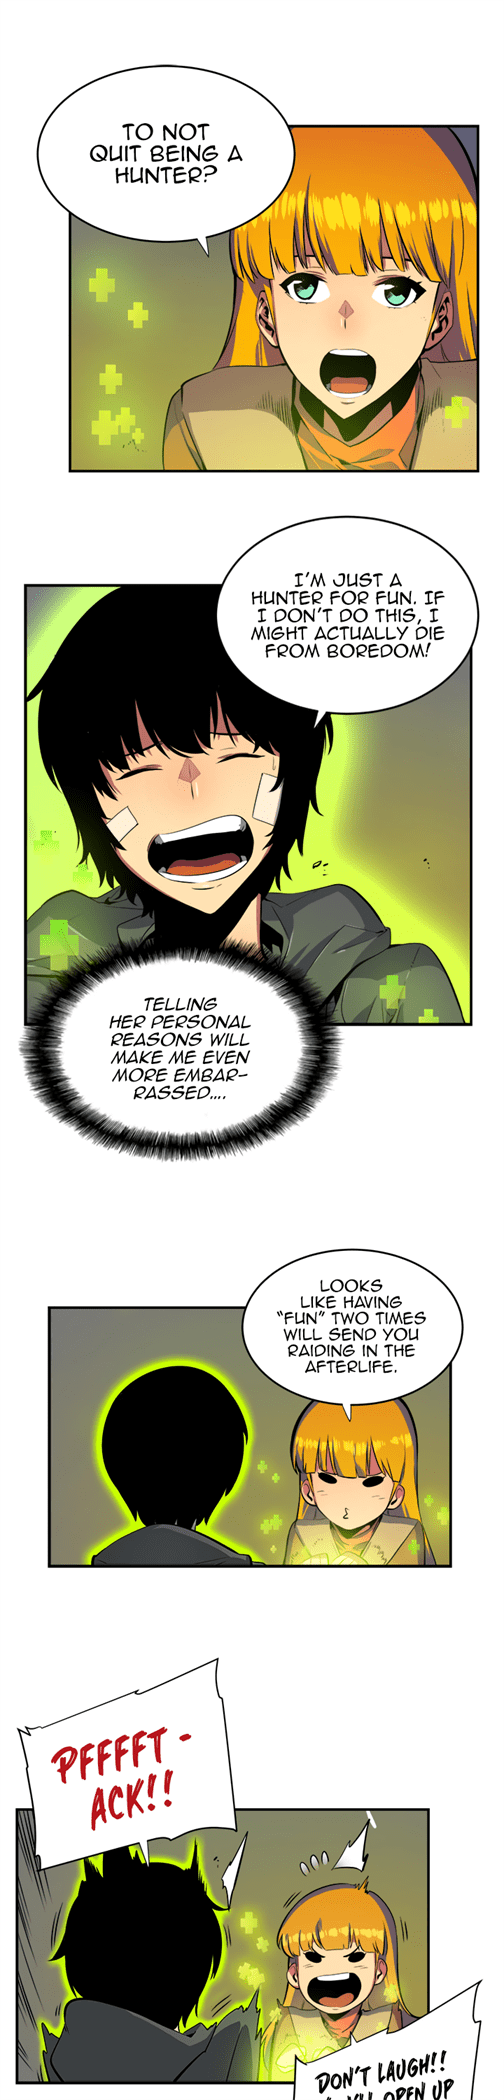 TO NOT
QUIT BEING A
HUNTER?
I'M JUST A
HUNTER FOR FUN. IF
I DON'T DO THIS, I
MIGHT ACTUALLY DIE
FROM BOREDOM!
TELLING
HER PERSONAL
REASONS WILL
MAKE ME EVEN
MORE EMBAR-
RASSED....
LOOKS
LIKE HAVING
"FUN" TWO TIMES
WILL SEND YOU
RAIDING IN THE
AFTERLIFE.
PFFFFT -
ACK!!
DON'T LAUGH!!
OPEN UP